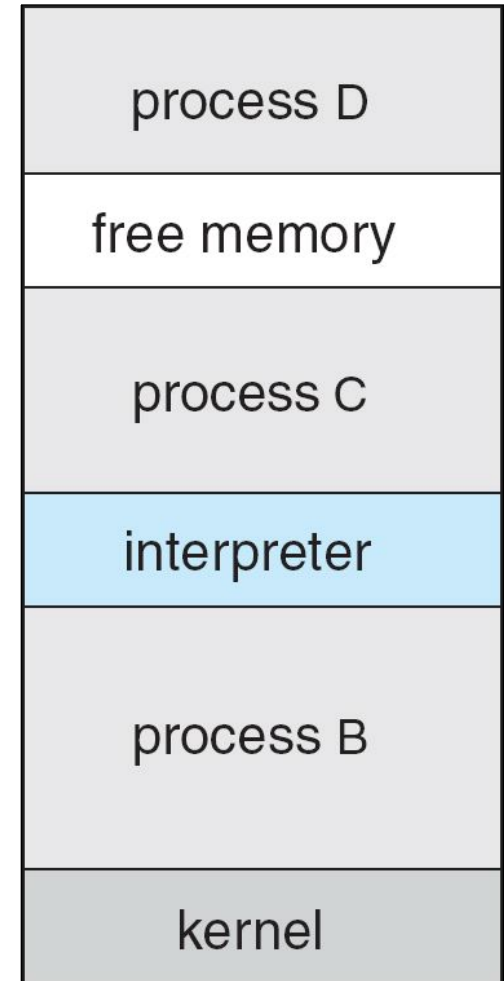 process D
free memory
process C
interpreter
process B
kernel